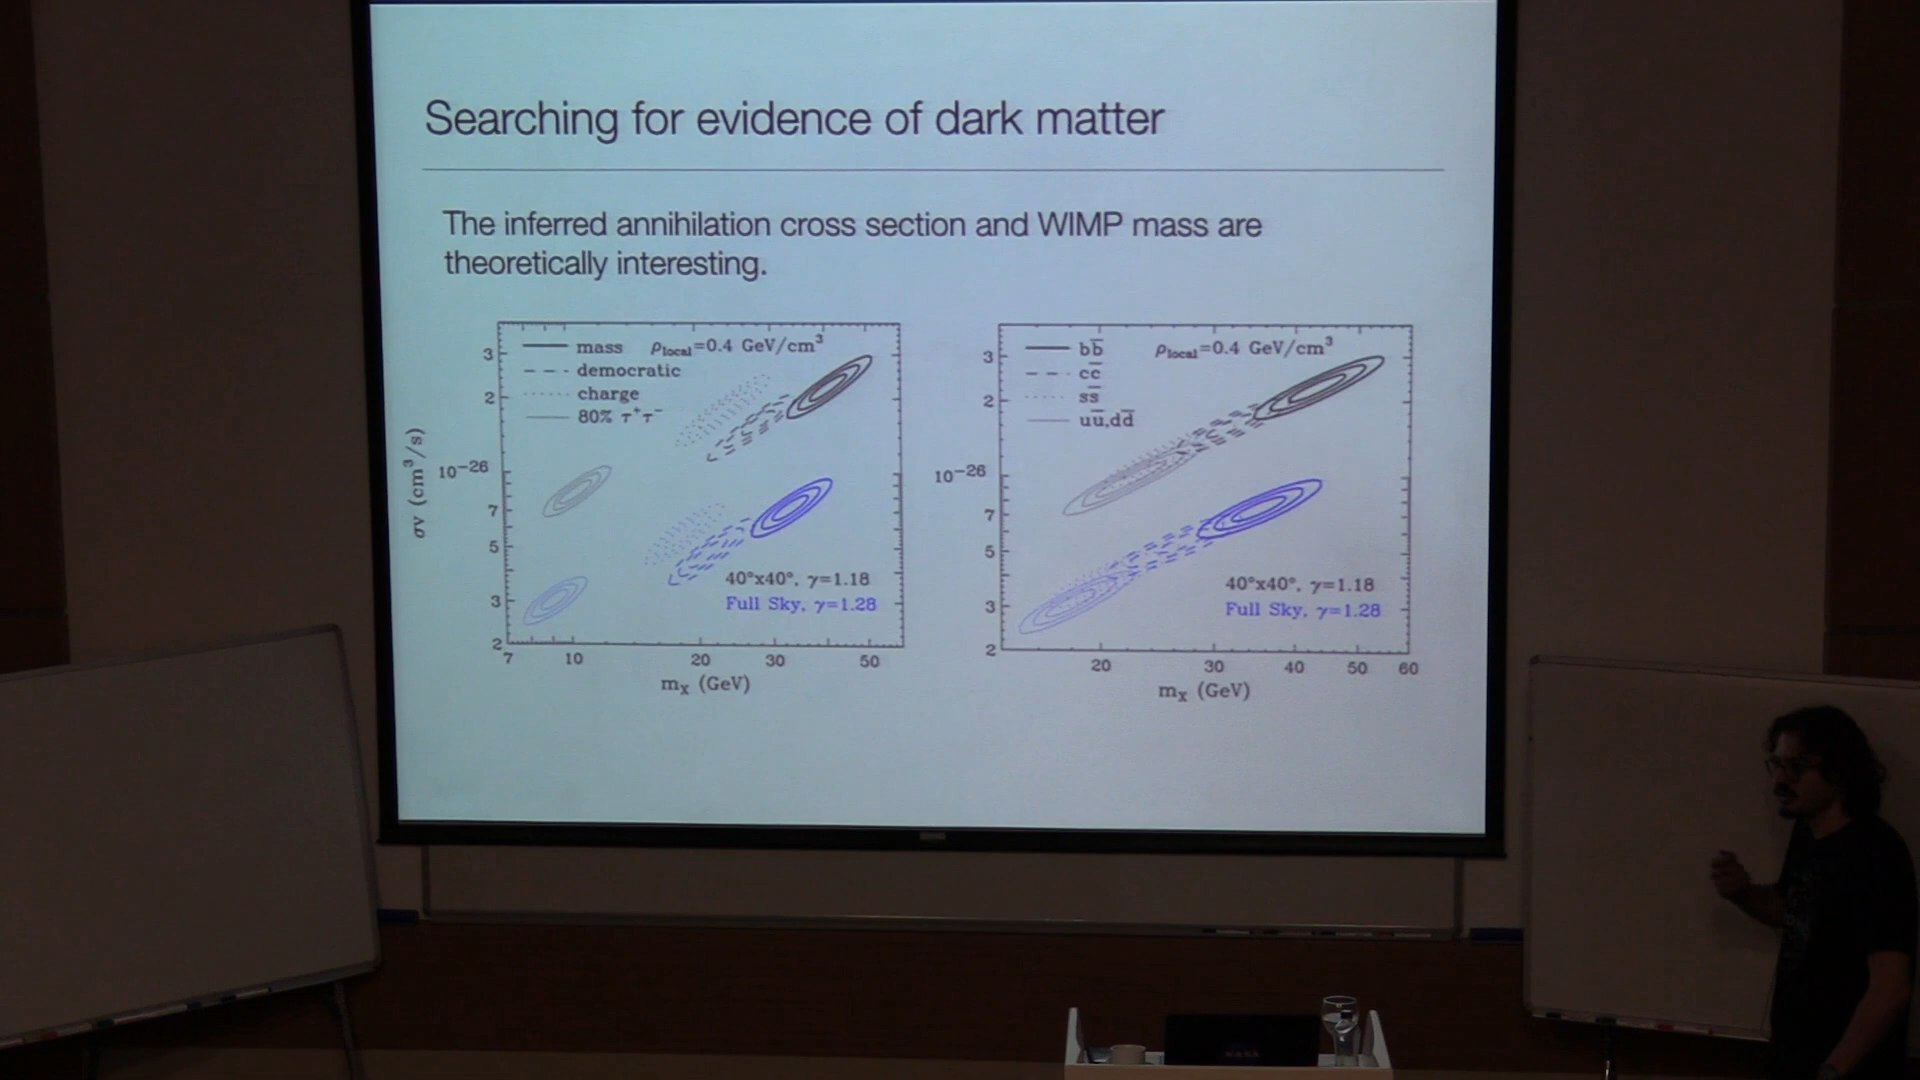 Searching for evidence of dark matter
The inferred annihilation cross section and WIMP mass are
theoretically interesting.
mass ρlocal=0.4 GeV/cm³
democratic
charge
80% τ⁺τ⁻
3
2
10⁻²⁶
7
5
3
2
σv (cm³/s)
40°x40°, γ=1.18
Full Sky, γ=1.28
7 10 20 30 50
mχ (GeV)
bb̅ ρlocal=0.4 GeV/cm³
cc̅
ss̅
uu̅,dd̅
3
2
10⁻²⁶
7
5
3
2
40°x40°, γ=1.18
Full Sky, γ=1.28
20 30 40 50 60
mχ (GeV)